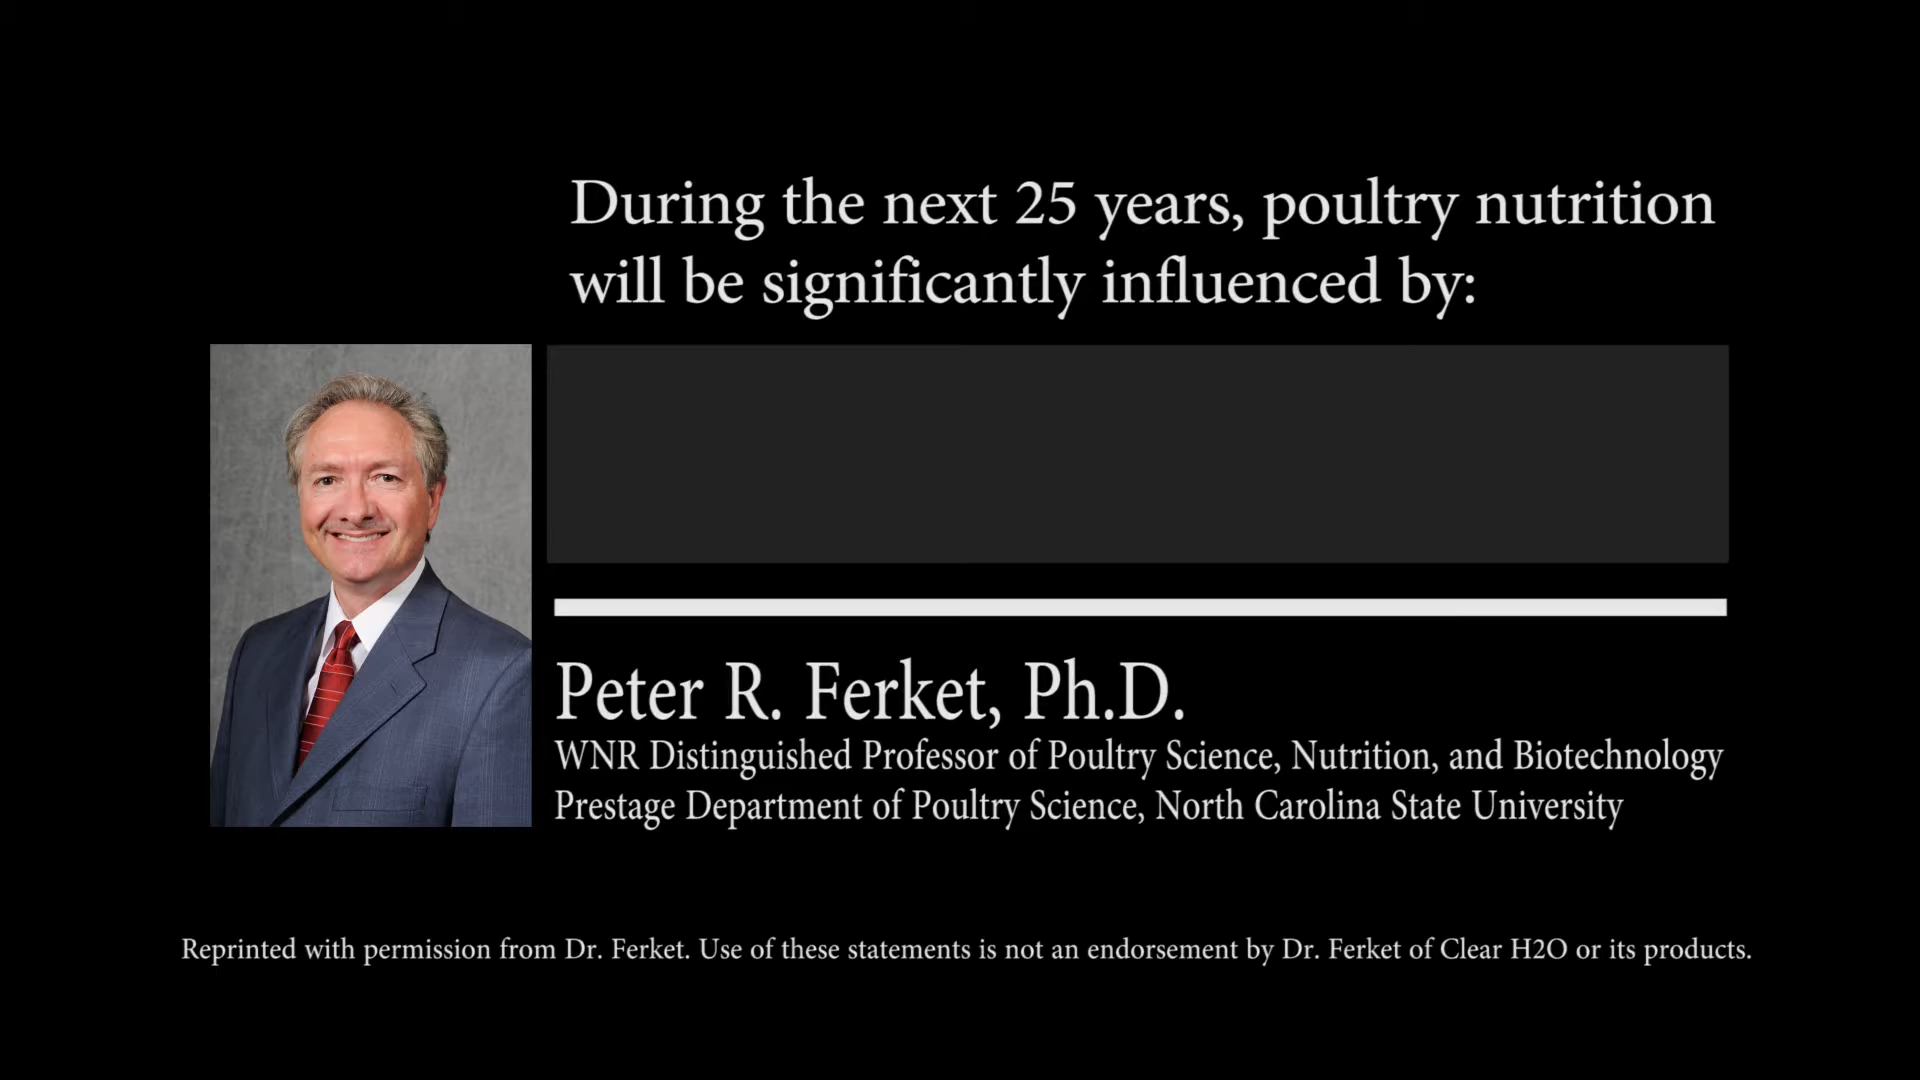 During the next 25 years, poultry nutrition
will be significantly influenced by:
Peter R. Ferket, Ph.D.
WNR Distinguished Professor of Poultry Science, Nutrition, and Biotechnology
Prestage Department of Poultry Science, North Carolina State University
Reprinted with permission from Dr. Ferket. Use of these statements is not an endorsement by Dr. Ferket of Clear H2O or its products.